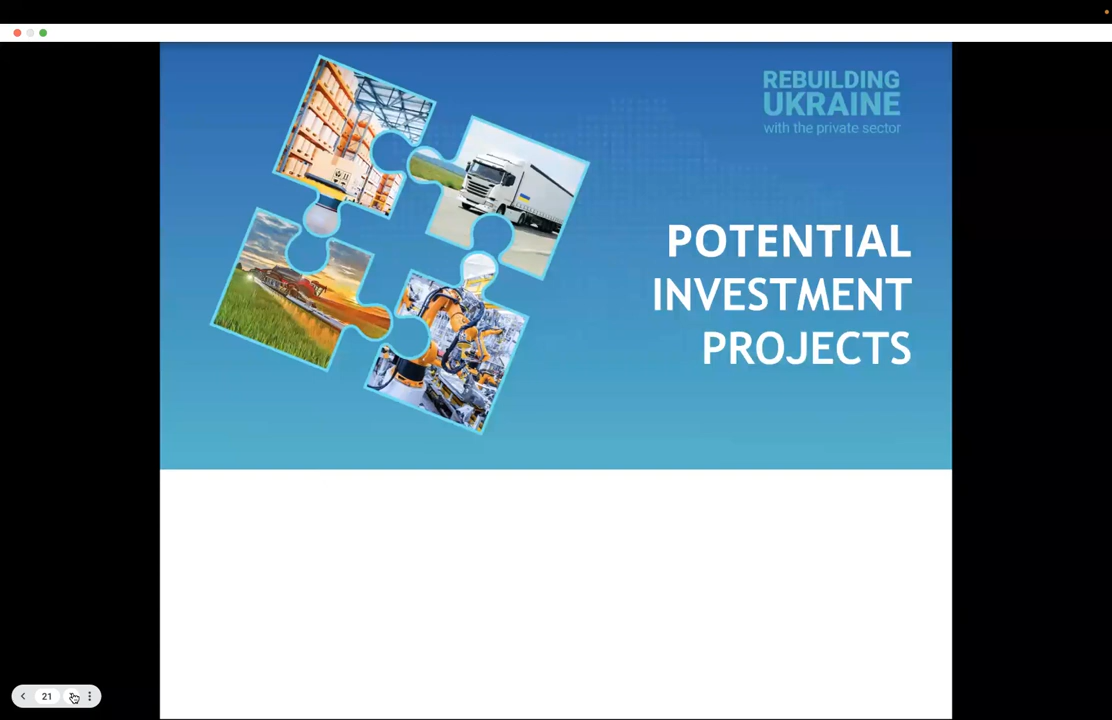 REBUILDING
UKRAINE
with the private sector
POTENTIAL
INVESTMENT
PROJECTS
21